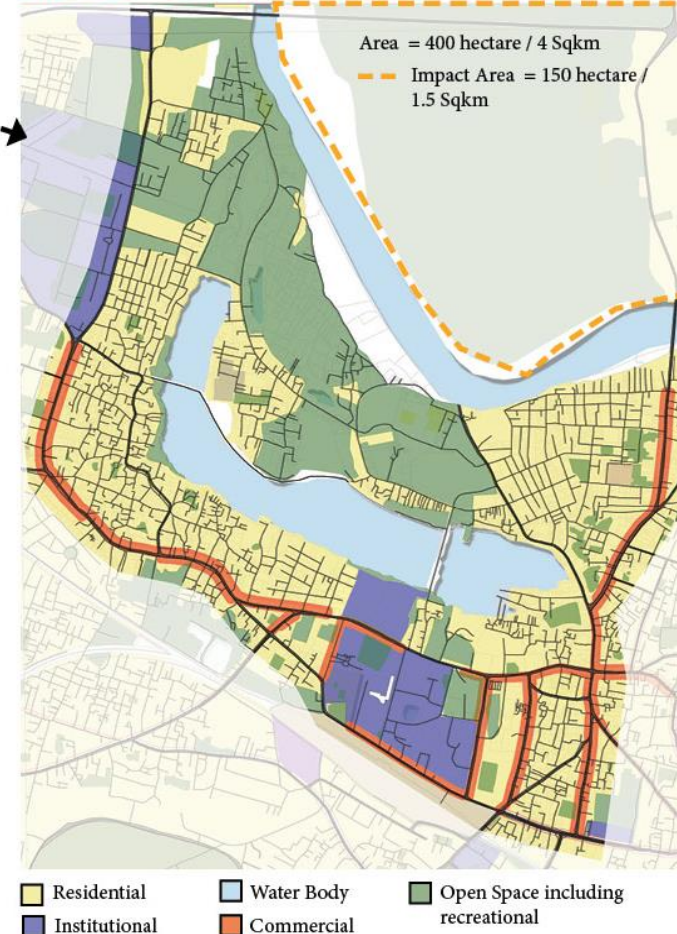 Area = 400 hectare / 4 Sqkm
Impact Area = 150 hectare /
1.5 Sqkm
Residential
Water Body
Open Space including
recreational
Institutional
Commercial